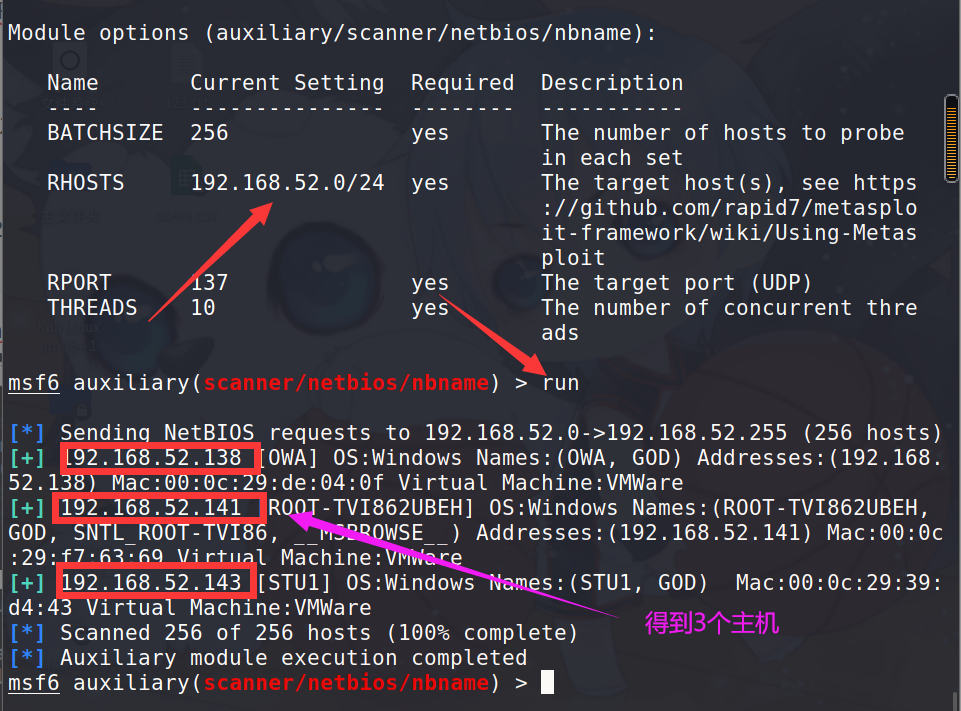 Module options (auxiliary/scanner/netbios/nbname):
Name Current Setting Required Description
---- --------------- -------- -----------
BATCHSIZE 256 yes The number of hosts to probe
in each set
RHOSTS 192.168.52.0/24 yes The target host(s), see https
://github.com/rapid7/metasplo
it-framework/wiki/Using-Metas
ploit
RPORT 137 yes The target port (UDP)
THREADS 10 yes The number of concurrent thre
ads
msf6 auxiliary(scanner/netbios/nbname) > run
[*] Sending NetBIOS requests to 192.168.52.0->192.168.52.255 (256 hosts)
[+] 192.168.52.138 [OWA] OS:Windows Names:(OWA, GOD) Addresses:(192.168.
52.138) Mac:00:0c:29:de:04:0f Virtual Machine:VMWare
[+] 192.168.52.141 [ROOT-TVI862UBEH] OS:Windows Names:(ROOT-TVI862UBEH,
GOD, SNTL_ROOT-TVI86, __MSBROWSE__) Addresses:(192.168.52.141) Mac:00:0c
:29:f7:63:69 Virtual Machine:VMWare
[+] 192.168.52.143 [STU1] OS:Windows Names:(STU1, GOD) Mac:00:0c:29:39:
d4:43 Virtual Machine:VMWare
得到3个主机
[*] Scanned 256 of 256 hosts (100% complete)
[*] Auxiliary module execution completed
msf6 auxiliary(scanner/netbios/nbname) >